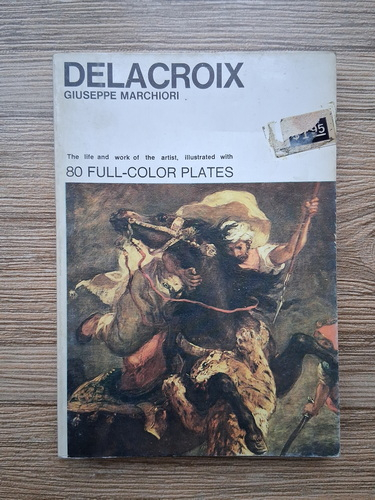 DELACROIX
GIUSEPPE MARCHIORI
The life and work of the artist, illustrated with
80 FULL-COLOR PLATES